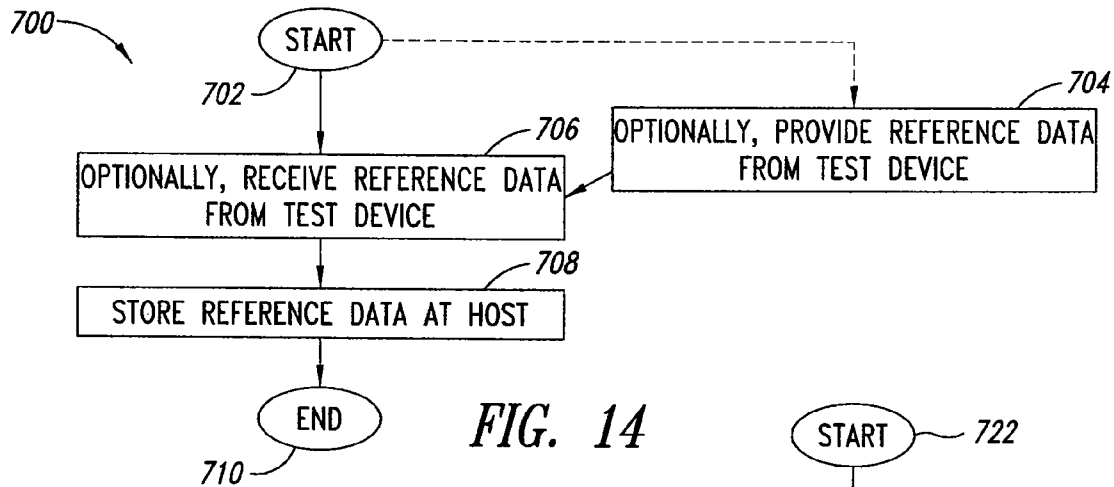 700
START
702
704
OPTIONALLY, PROVIDE REFERENCE DATA
FROM TEST DEVICE
706
OPTIONALLY, RECEIVE REFERENCE DATA
FROM TEST DEVICE
708
STORE REFERENCE DATA AT HOST
END
710
FIG. 14
START
722